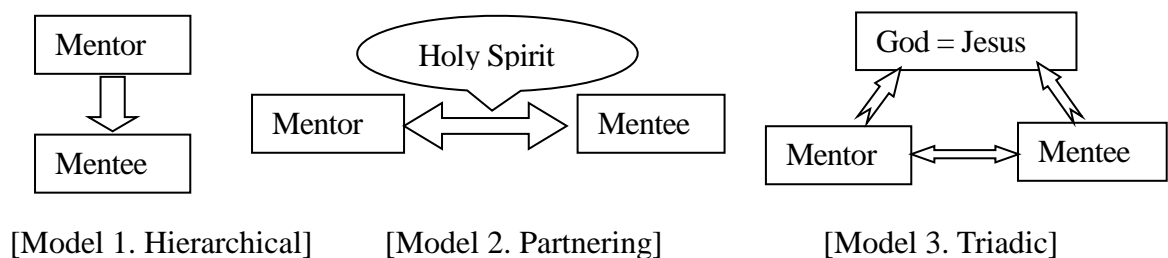 Mentor
Mentee
[Model 1. Hierarchical]
Holy Spirit
Mentor
Mentee
[Model 2. Partnering]
God = Jesus
Mentor
Mentee
[Model 3. Triadic]